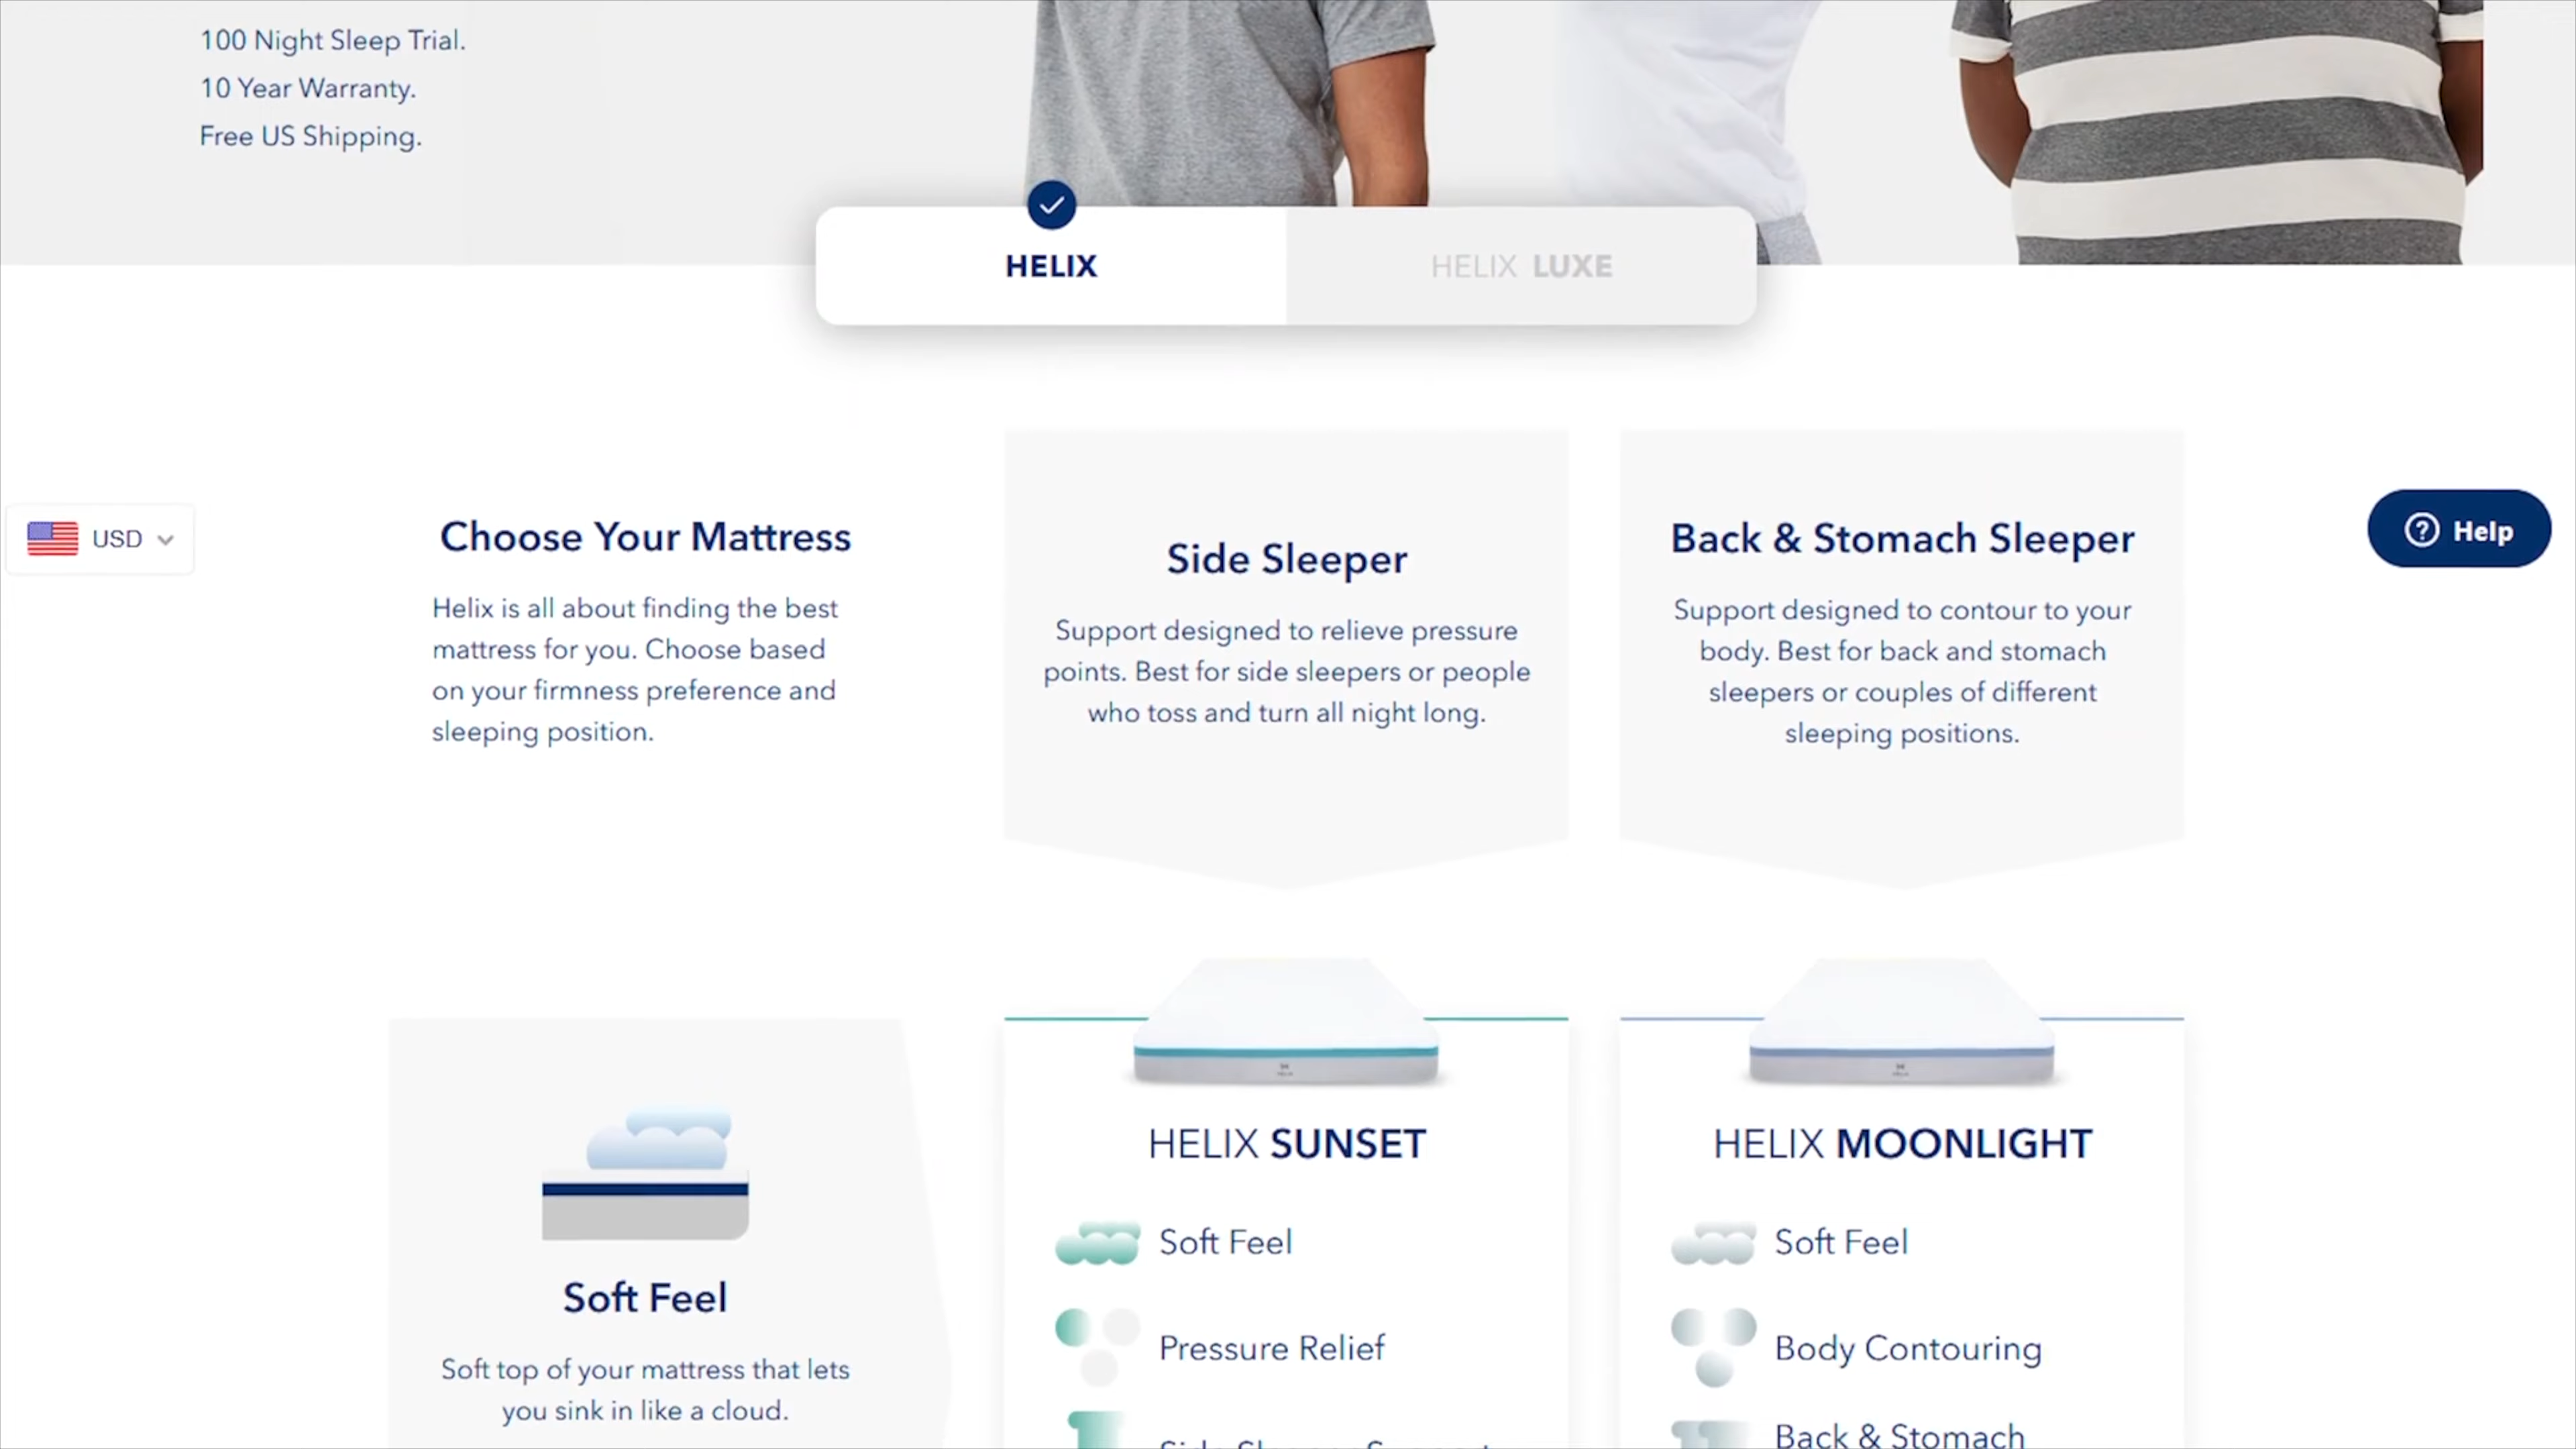 100 Night Sleep Trial.
10 Year Warranty.
Free US Shipping.
HELIX
HELIX LUXE
USD
Choose Your Mattress
Helix is all about finding the best
mattress for you. Choose based
on your firmness preference and
sleeping position.
Side Sleeper
Support designed to relieve pressure
points. Best for side sleepers or people
who toss and turn all night long.
Back & Stomach Sleeper
Support designed to contour to your
body. Best for back and stomach
sleepers or couples of different
sleeping positions.
Help
Soft Feel
Soft top of your mattress that lets
you sink in like a cloud.
HELIX SUNSET
Soft Feel
Pressure Relief
HELIX MOONLIGHT
Soft Feel
Body Contouring
Back & Stomach